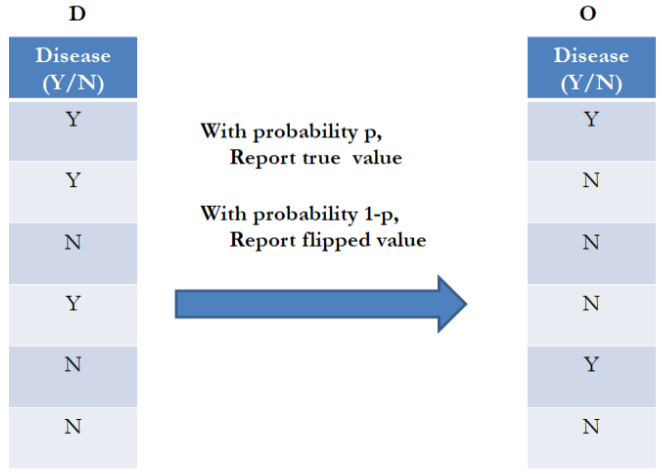 D
Disease
(Y/N)
Y
Y
N
Y
N
N
With probability p,
Report true value
With probability 1-p,
Report flipped value
O
Disease
(Y/N)
Y
N
N
N
Y
N